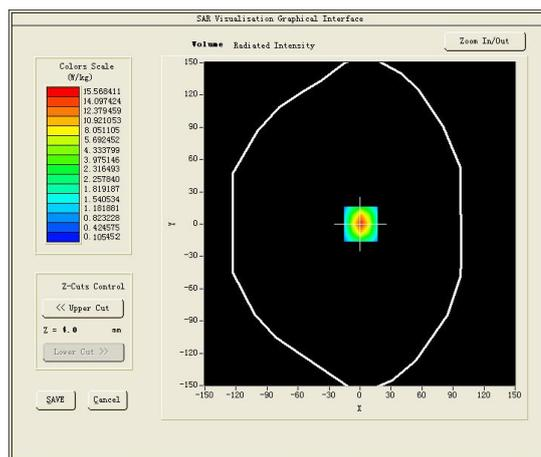 SAR Visualisation Graphical Interface
Volume Radiated Intensity
Zoom In/Out
Colors Scale
(W/kg)
15.568411
14.097424
12.379459
10.921053
8.051105
5.692452
4.333799
3.975146
2.316493
2.257840
1.819187
1.540534
1.181881
0.823228
0.424575
0.105452
150
120
90
60
30
0
-30
-60
-90
-120
-150
Y
-150 -120 -90 -60 -30 0 30 60 90 120 150
X
Z-Cuts Control
<< Upper Cut
Z = 4.0 mm
Lower Cut >>
SAVE
Cancel